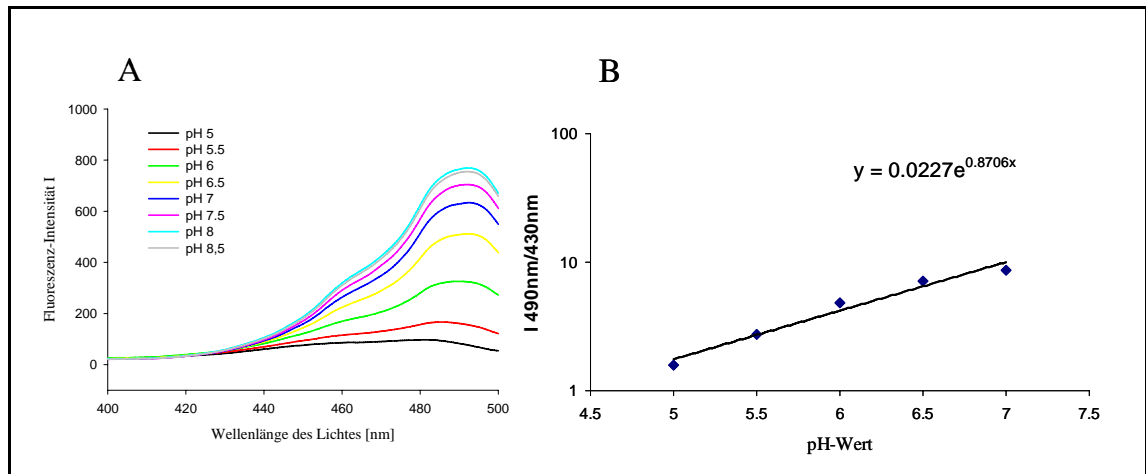 A
1000
800
600
400
200
0
Fluoreszenz-Intensität I
pH 5
pH 5.5
pH 6
pH 6.5
pH 7
pH 7.5
pH 8
pH 8,5
400 420 440 460 480 500
Wellenlänge des Lichtes [nm]
B
100
10
1
I 490nm/430nm
y = 0.0227e^0.8706x
4.5 5 5.5 6 6.5 7 7.5
pH-Wert